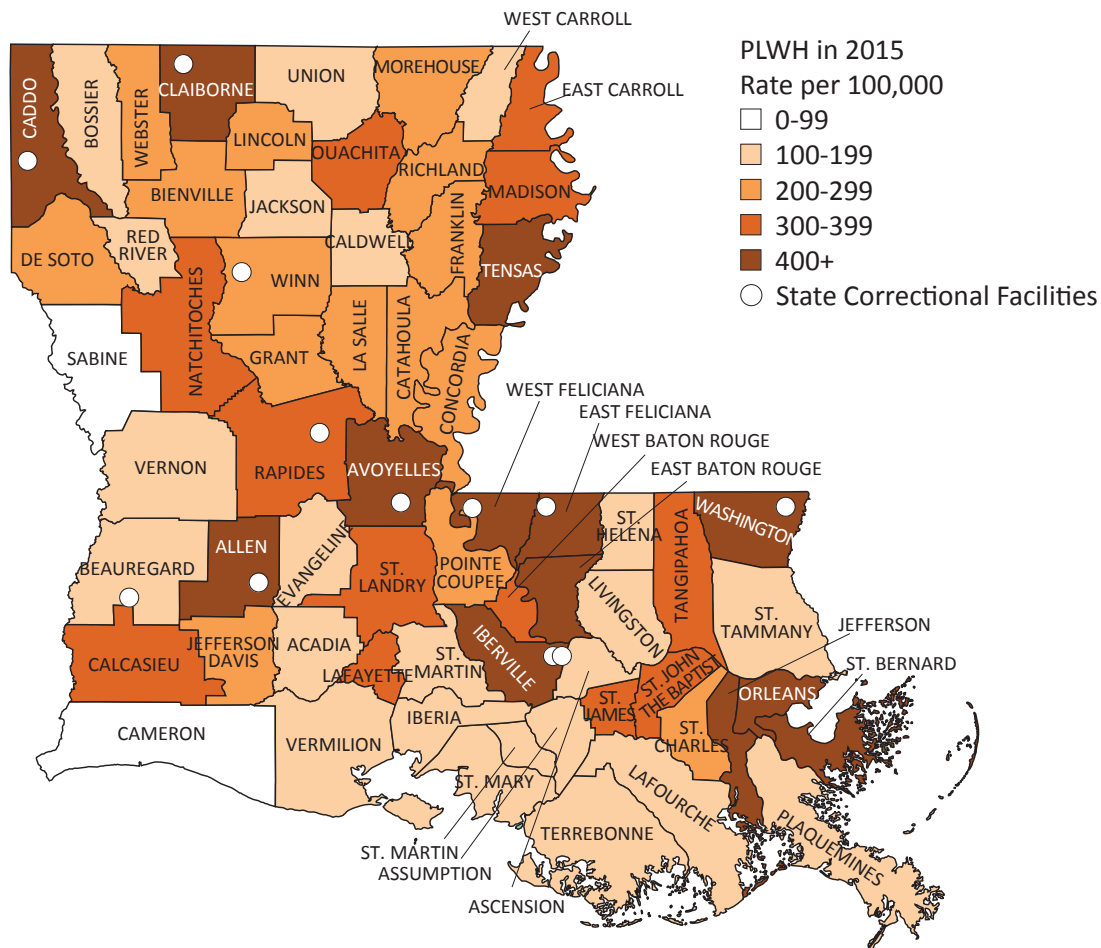 WEST CARROLL
PLWH in 2015
Rate per 100,000
0-99
100-199
200-299
300-399
400+
State Correctional Facilities
MOREHOUSE
UNION
EAST CARROLL
CLAIBORNE
CADDO
BOSSIER
WEBSTER
LINCOLN
OUACHITA
RICHLAND
MADISON
BIENVILLE
JACKSON
FRANKLIN
RED
RIVER
CALDWELL
DE SOTO
TENSAS
WINN
NATCHITOCHES
LA SALLE
CATAHOULA
CONCORDIA
SABINE
GRANT
WEST FELICIANA
EAST FELICIANA
WEST BATON ROUGE
EAST BATON ROUGE
VERNON
RAPIDES
AVOYELLES
WASHINGTON
ST.
HELENA
TANGIPAHOA
ALLEN
EVANGELINE
BEAUREGARD
ST.
LANDRY
POINTE
COUPEE
LIVINGSTON
ST.
TAMMANY
JEFFERSON
JEFFERSON
DAVIS
ACADIA
CALCASIEU
LAFAYETTE
ST.
MARTIN
IBERVILLE
ST. JOHN
THE BAPTIST
ST. BERNARD
ORLEANS
ST.
JAMES
IBERIA
CAMERON
VERMILION
ST.
CHARLES
ST. MARY
LAFOURCHE
PLAQUEMINES
TERREBONNE
ST. MARTIN
ASSUMPTION
ASCENSION